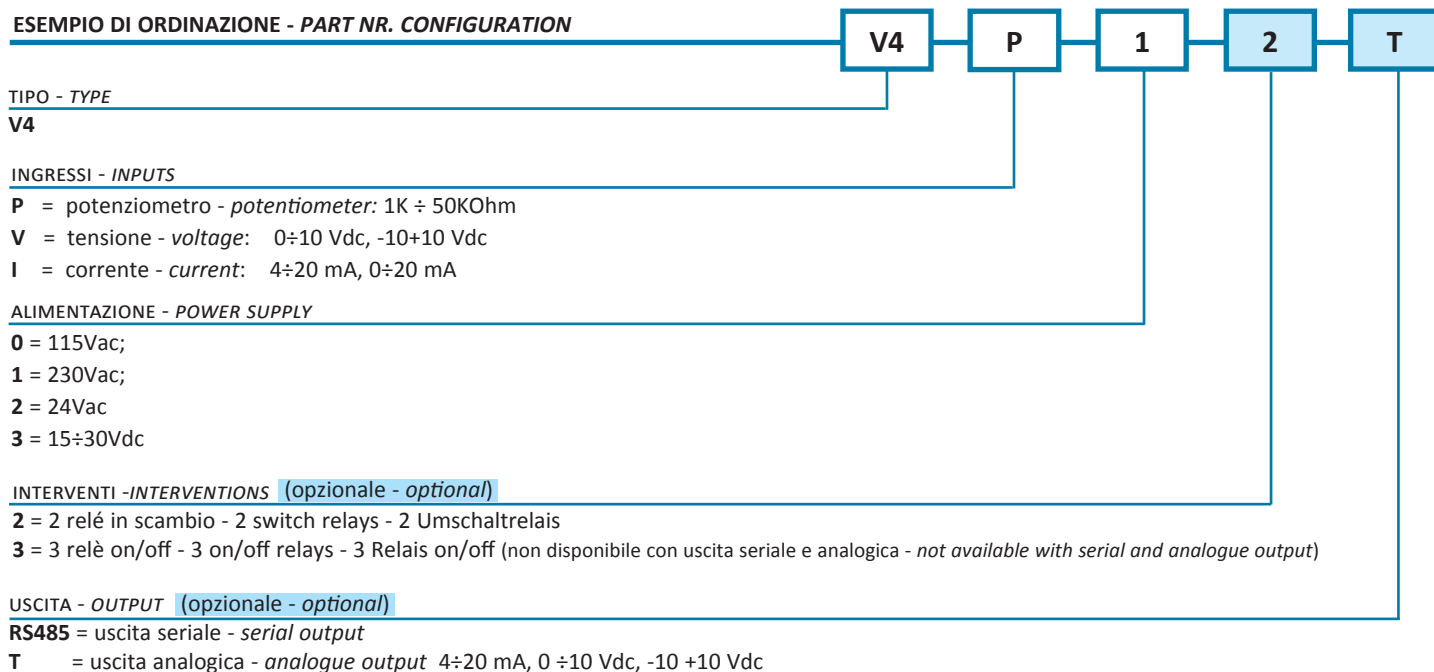 ESEMPIO DI ORDINAZIONE - PART NR. CONFIGURATION
V4 P 1 2 T
TIPO - TYPE
V4
INGRESSI - INPUTS
P = potenziometro - potentiometer: 1K ÷ 50KOhm
V = tensione - voltage: 0÷10 Vdc, -10+10 Vdc
I = corrente - current: 4÷20 mA, 0÷20 mA
ALIMENTAZIONE - POWER SUPPLY
0 = 115Vac;
1 = 230Vac;
2 = 24Vac
3 = 15÷30Vdc
INTERVENTI -INTERVENTIONS (opzionale - optional)
2 = 2 relé in scambio - 2 switch relays - 2 Umschaltrelais
3 = 3 relè on/off - 3 on/off relays - 3 Relais on/off (non disponibile con uscita seriale e analogica - not available with serial and analogue output)
USCITA - OUTPUT (opzionale - optional)
RS485 = uscita seriale - serial output
T = uscita analogica - analogue output 4÷20 mA, 0 ÷10 Vdc, -10 +10 Vdc